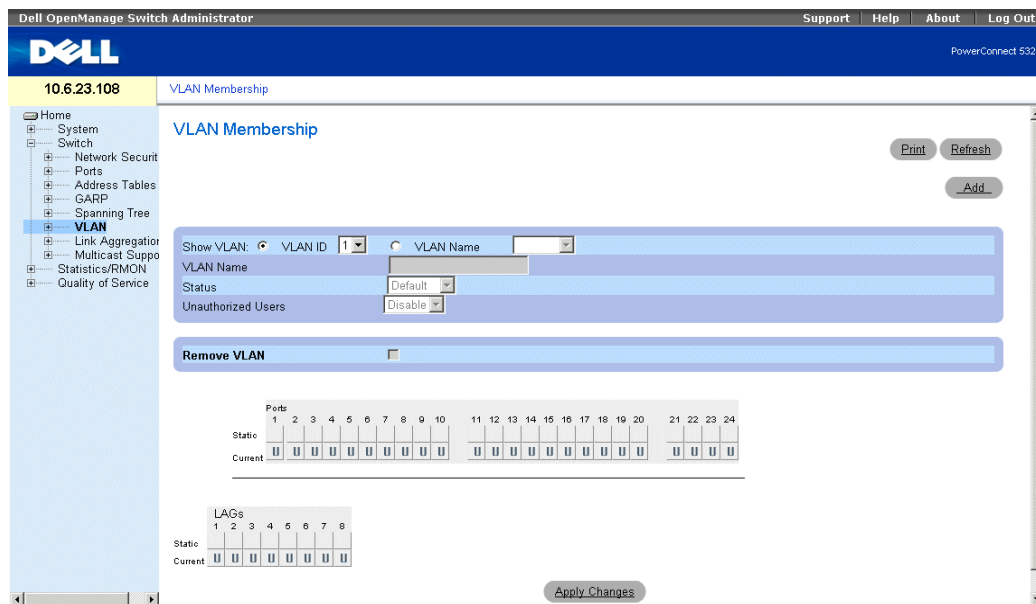 Dell OpenManage Switch Administrator Support Help About Log Out
DELL
PowerConnect 532
10.6.23.108
VLAN Membership
Home
System
Switch
Network Securit
Ports
Address Tables
GARP
Spanning Tree
VLAN
Link Aggregation
Multicast Suppo
Statistics/RMON
Quality of Service
VLAN Membership
Print Refresh
Add
Show VLAN: VLAN ID 1 VLAN Name
VLAN Name
Status Default
Unauthorized Users Disable
Remove VLAN
Ports
1 2 3 4 5 6 7 8 9 10 11 12 13 14 15 16 17 18 19 20 21 22 23 24
Static
Current U U U U U U U U U U U U U U U U U U U U U U U U
LAGs
1 2 3 4 5 6 7 8
Static
Current U U U U U U U U
Apply Changes